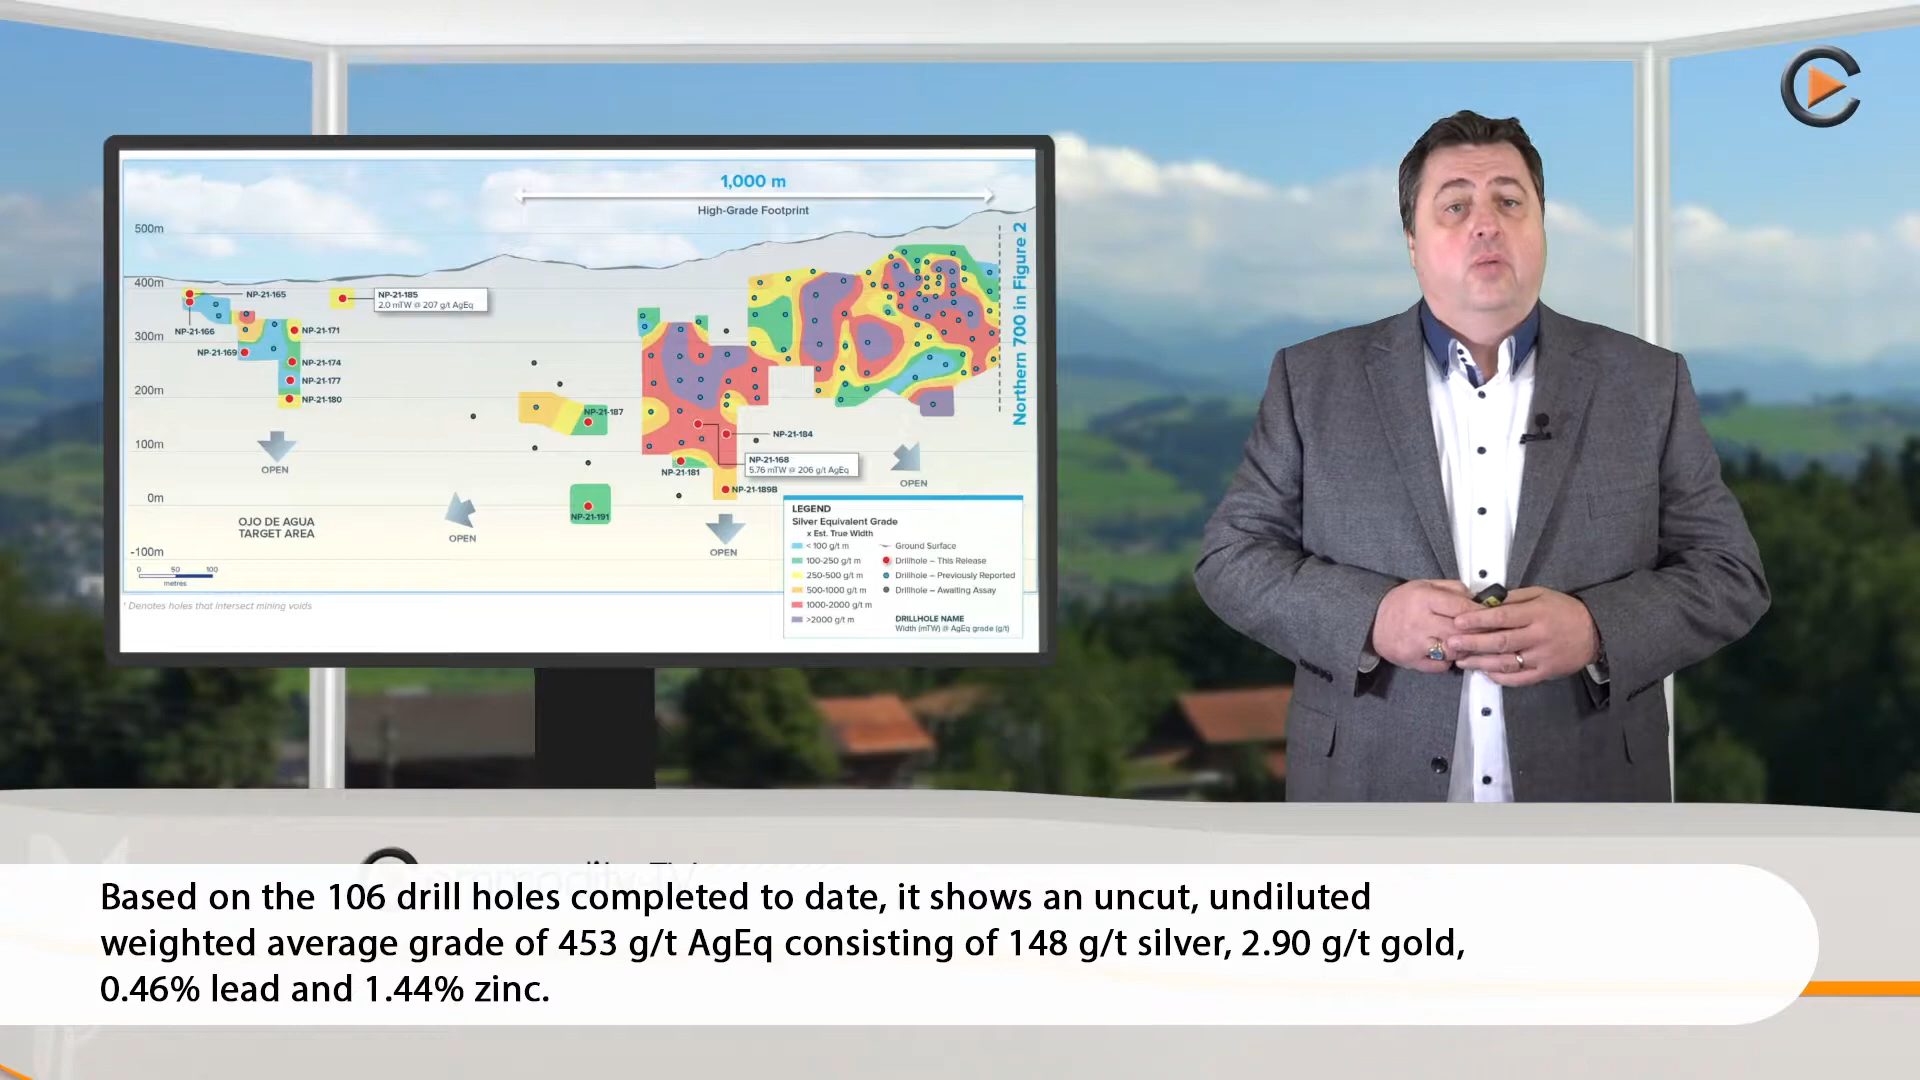 1,000 m
High-Grade Footprint
500m
400m
300m
200m
100m
0m
-100m
NP-21-165
NP-21-166
NP-21-185
2.0 mTW @ 207 g/t AgEq
NP-21-171
NP-21-169
NP-21-174
NP-21-177
NP-21-180
NP-21-187
NP-21-184
NP-21-168
5.76 mTW @ 206 g/t AgEq
NP-21-181
NP-21-189B
NP-21-191
OPEN
OPEN
OPEN
OPEN
OJO DE AGUA
TARGET AREA
0 50 100
metres
Northern 700 in Figure 2
LEGEND
Silver Equivalent Grade
x Est. True Width
< 100 g/t m
100-250 g/t m
250-500 g/t m
500-1000 g/t m
1000-2000 g/t m
>2000 g/t m
Ground Surface
Drillhole – This Release
Drillhole – Previously Reported
Drillhole – Awaiting Assay
DRILLHOLE NAME
Width (mTW) @ AgEq grade (g/t)
* Denotes holes that intersect mining voids
Based on the 106 drill holes completed to date, it shows an uncut, undiluted
weighted average grade of 453 g/t AgEq consisting of 148 g/t silver, 2.90 g/t gold,
0.46% lead and 1.44% zinc.